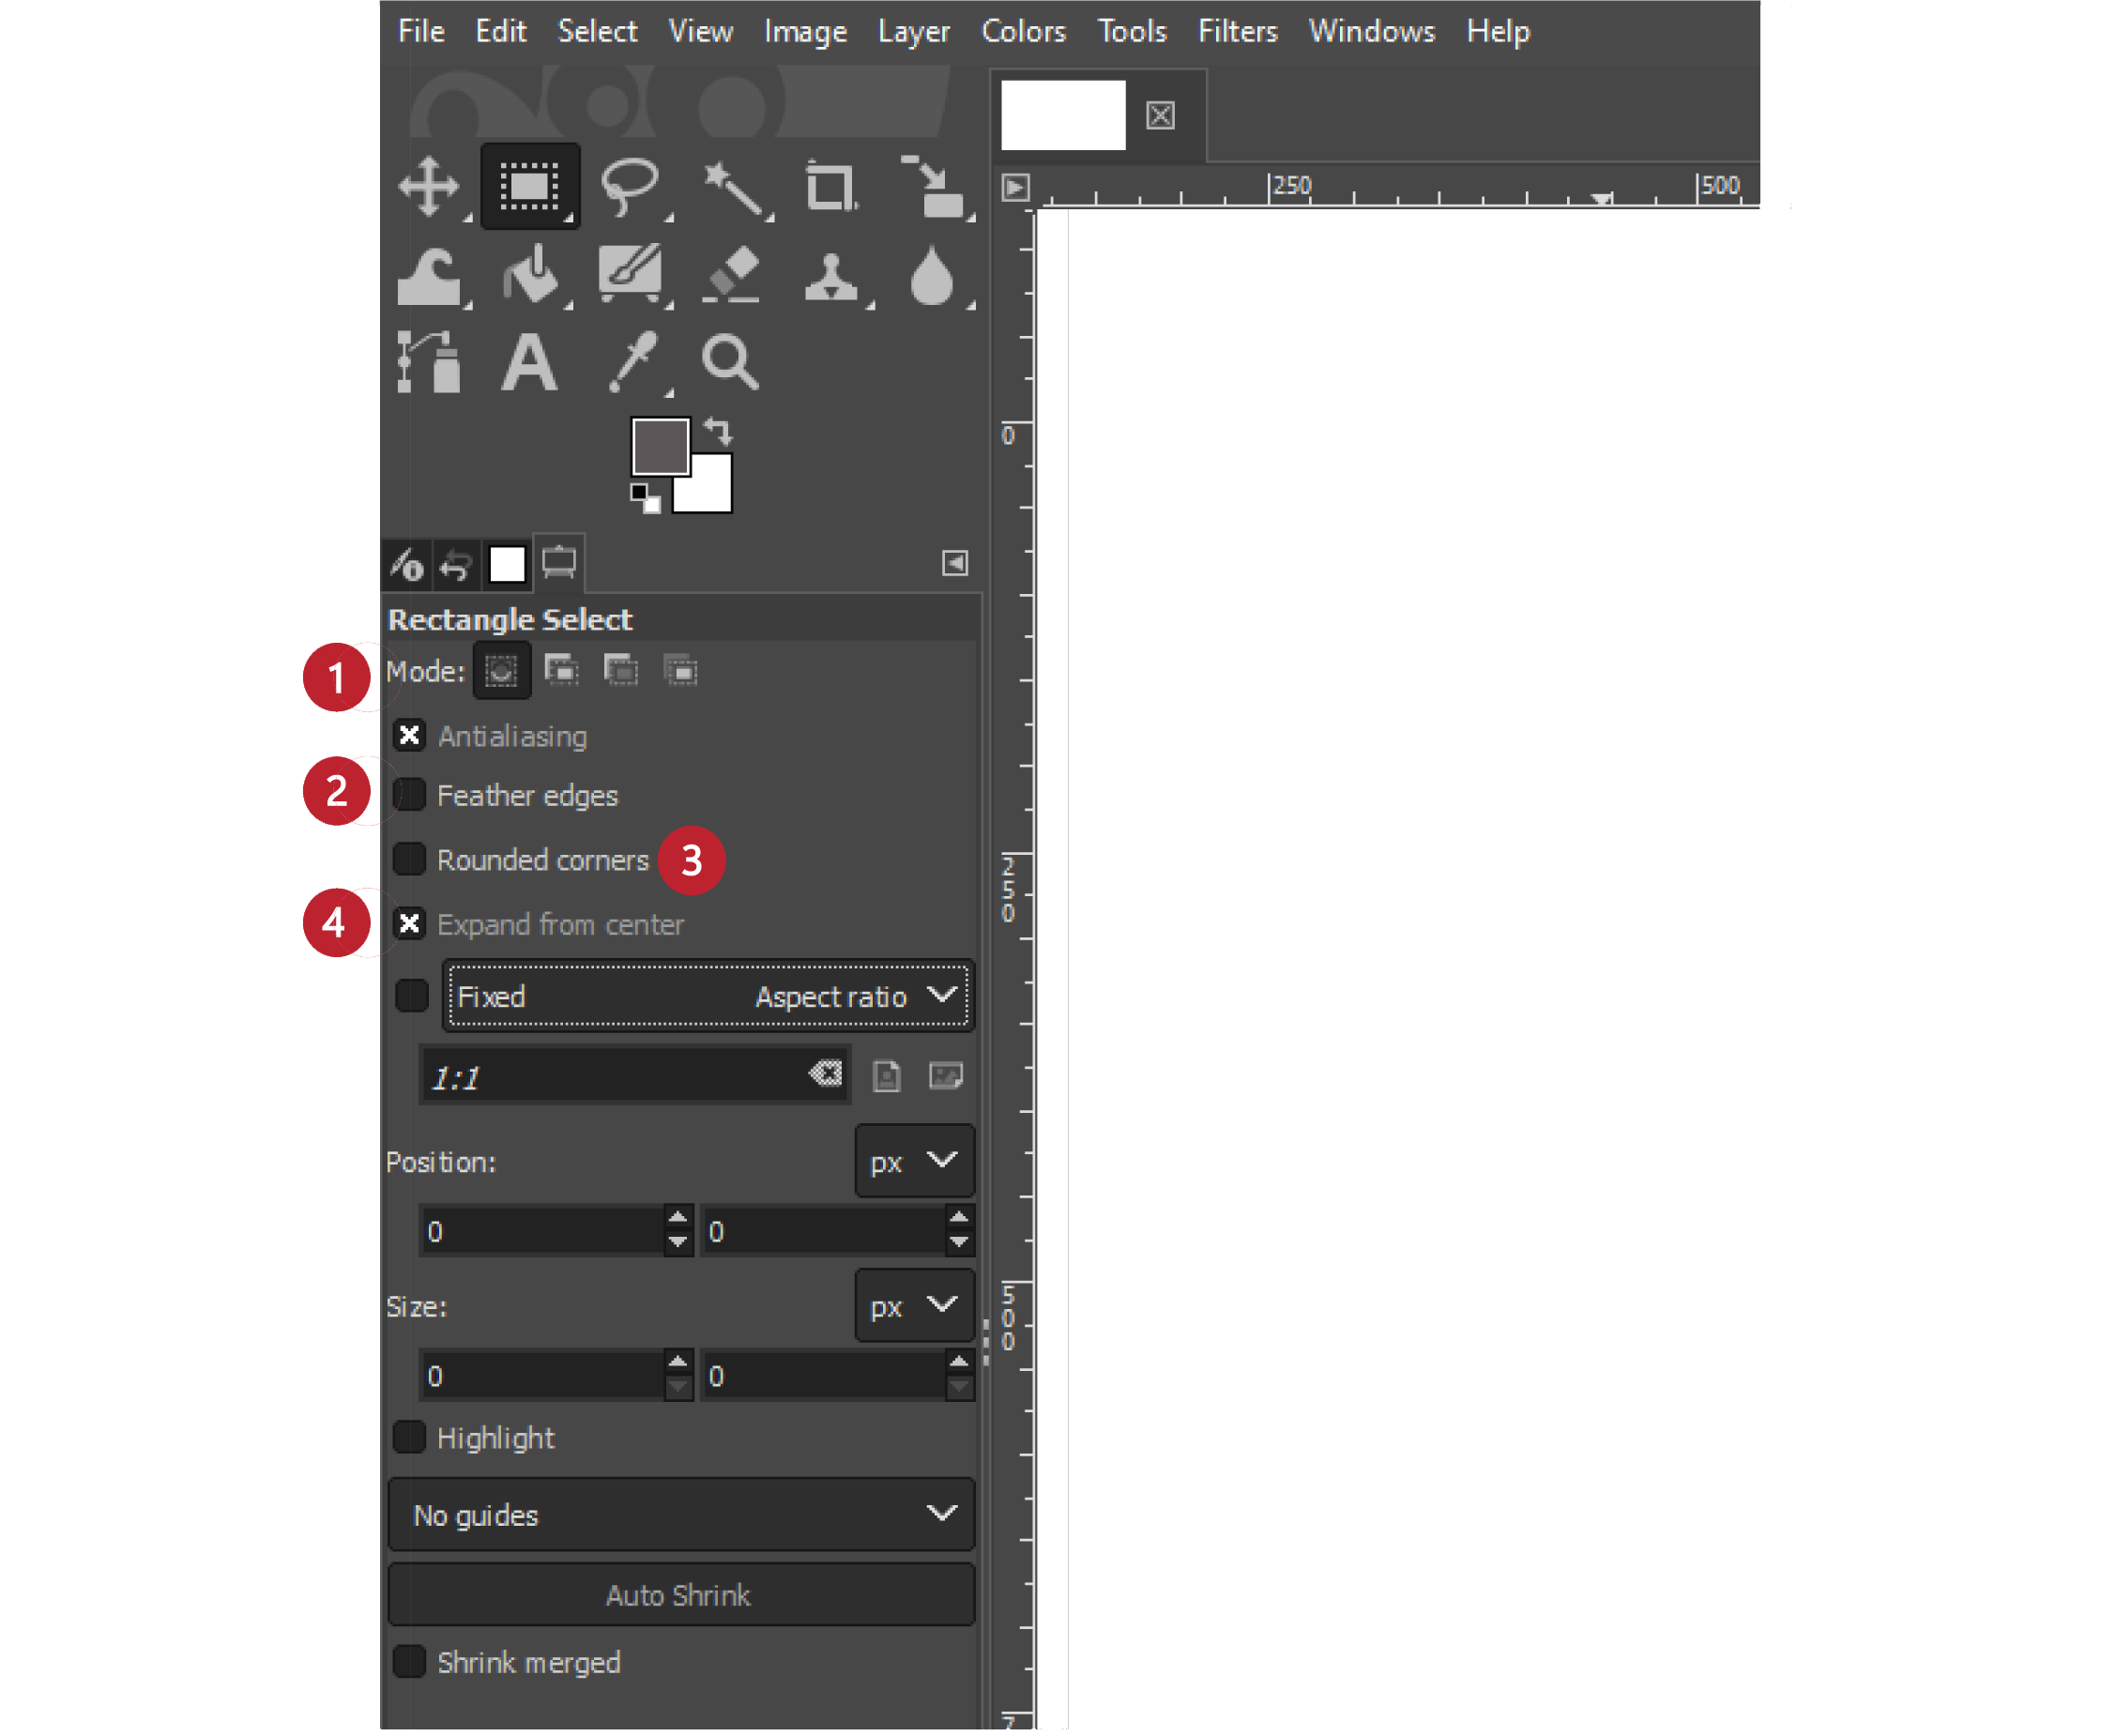 File Edit Select View Image Layer Colors Tools Filters Windows Help
250 500
0
Rectangle Select
1 Mode:
Antialiasing
2 Feather edges
250
Rounded corners 3
4 Expand from center
Fixed Aspect ratio
1:1
Position: px
0 0
Size: px
500
0 0
Highlight
No guides
Auto Shrink
Shrink merged
7